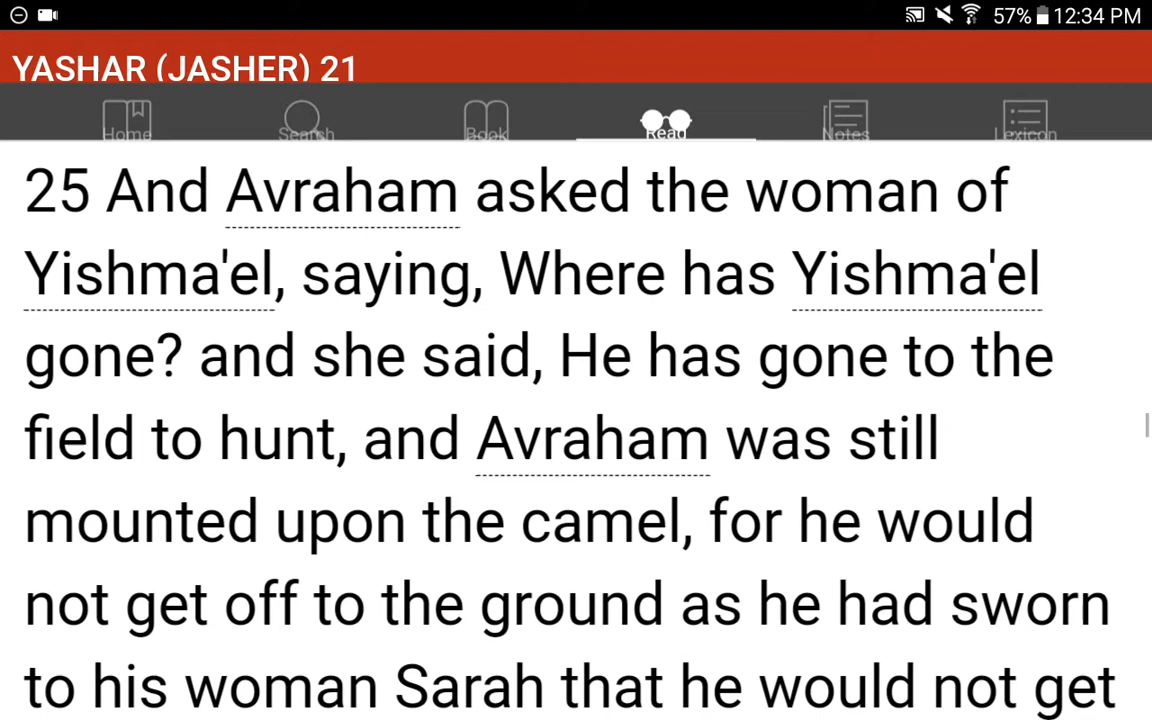 57% 12:34 PM
YASHAR (JASHER) 21
Home Search Book Read Notes Lexicon
25 And Avraham asked the woman of
Yishma'el, saying, Where has Yishma'el
gone? and she said, He has gone to the
field to hunt, and Avraham was still
mounted upon the camel, for he would
not get off to the ground as he had sworn
to his woman Sarah that he would not get